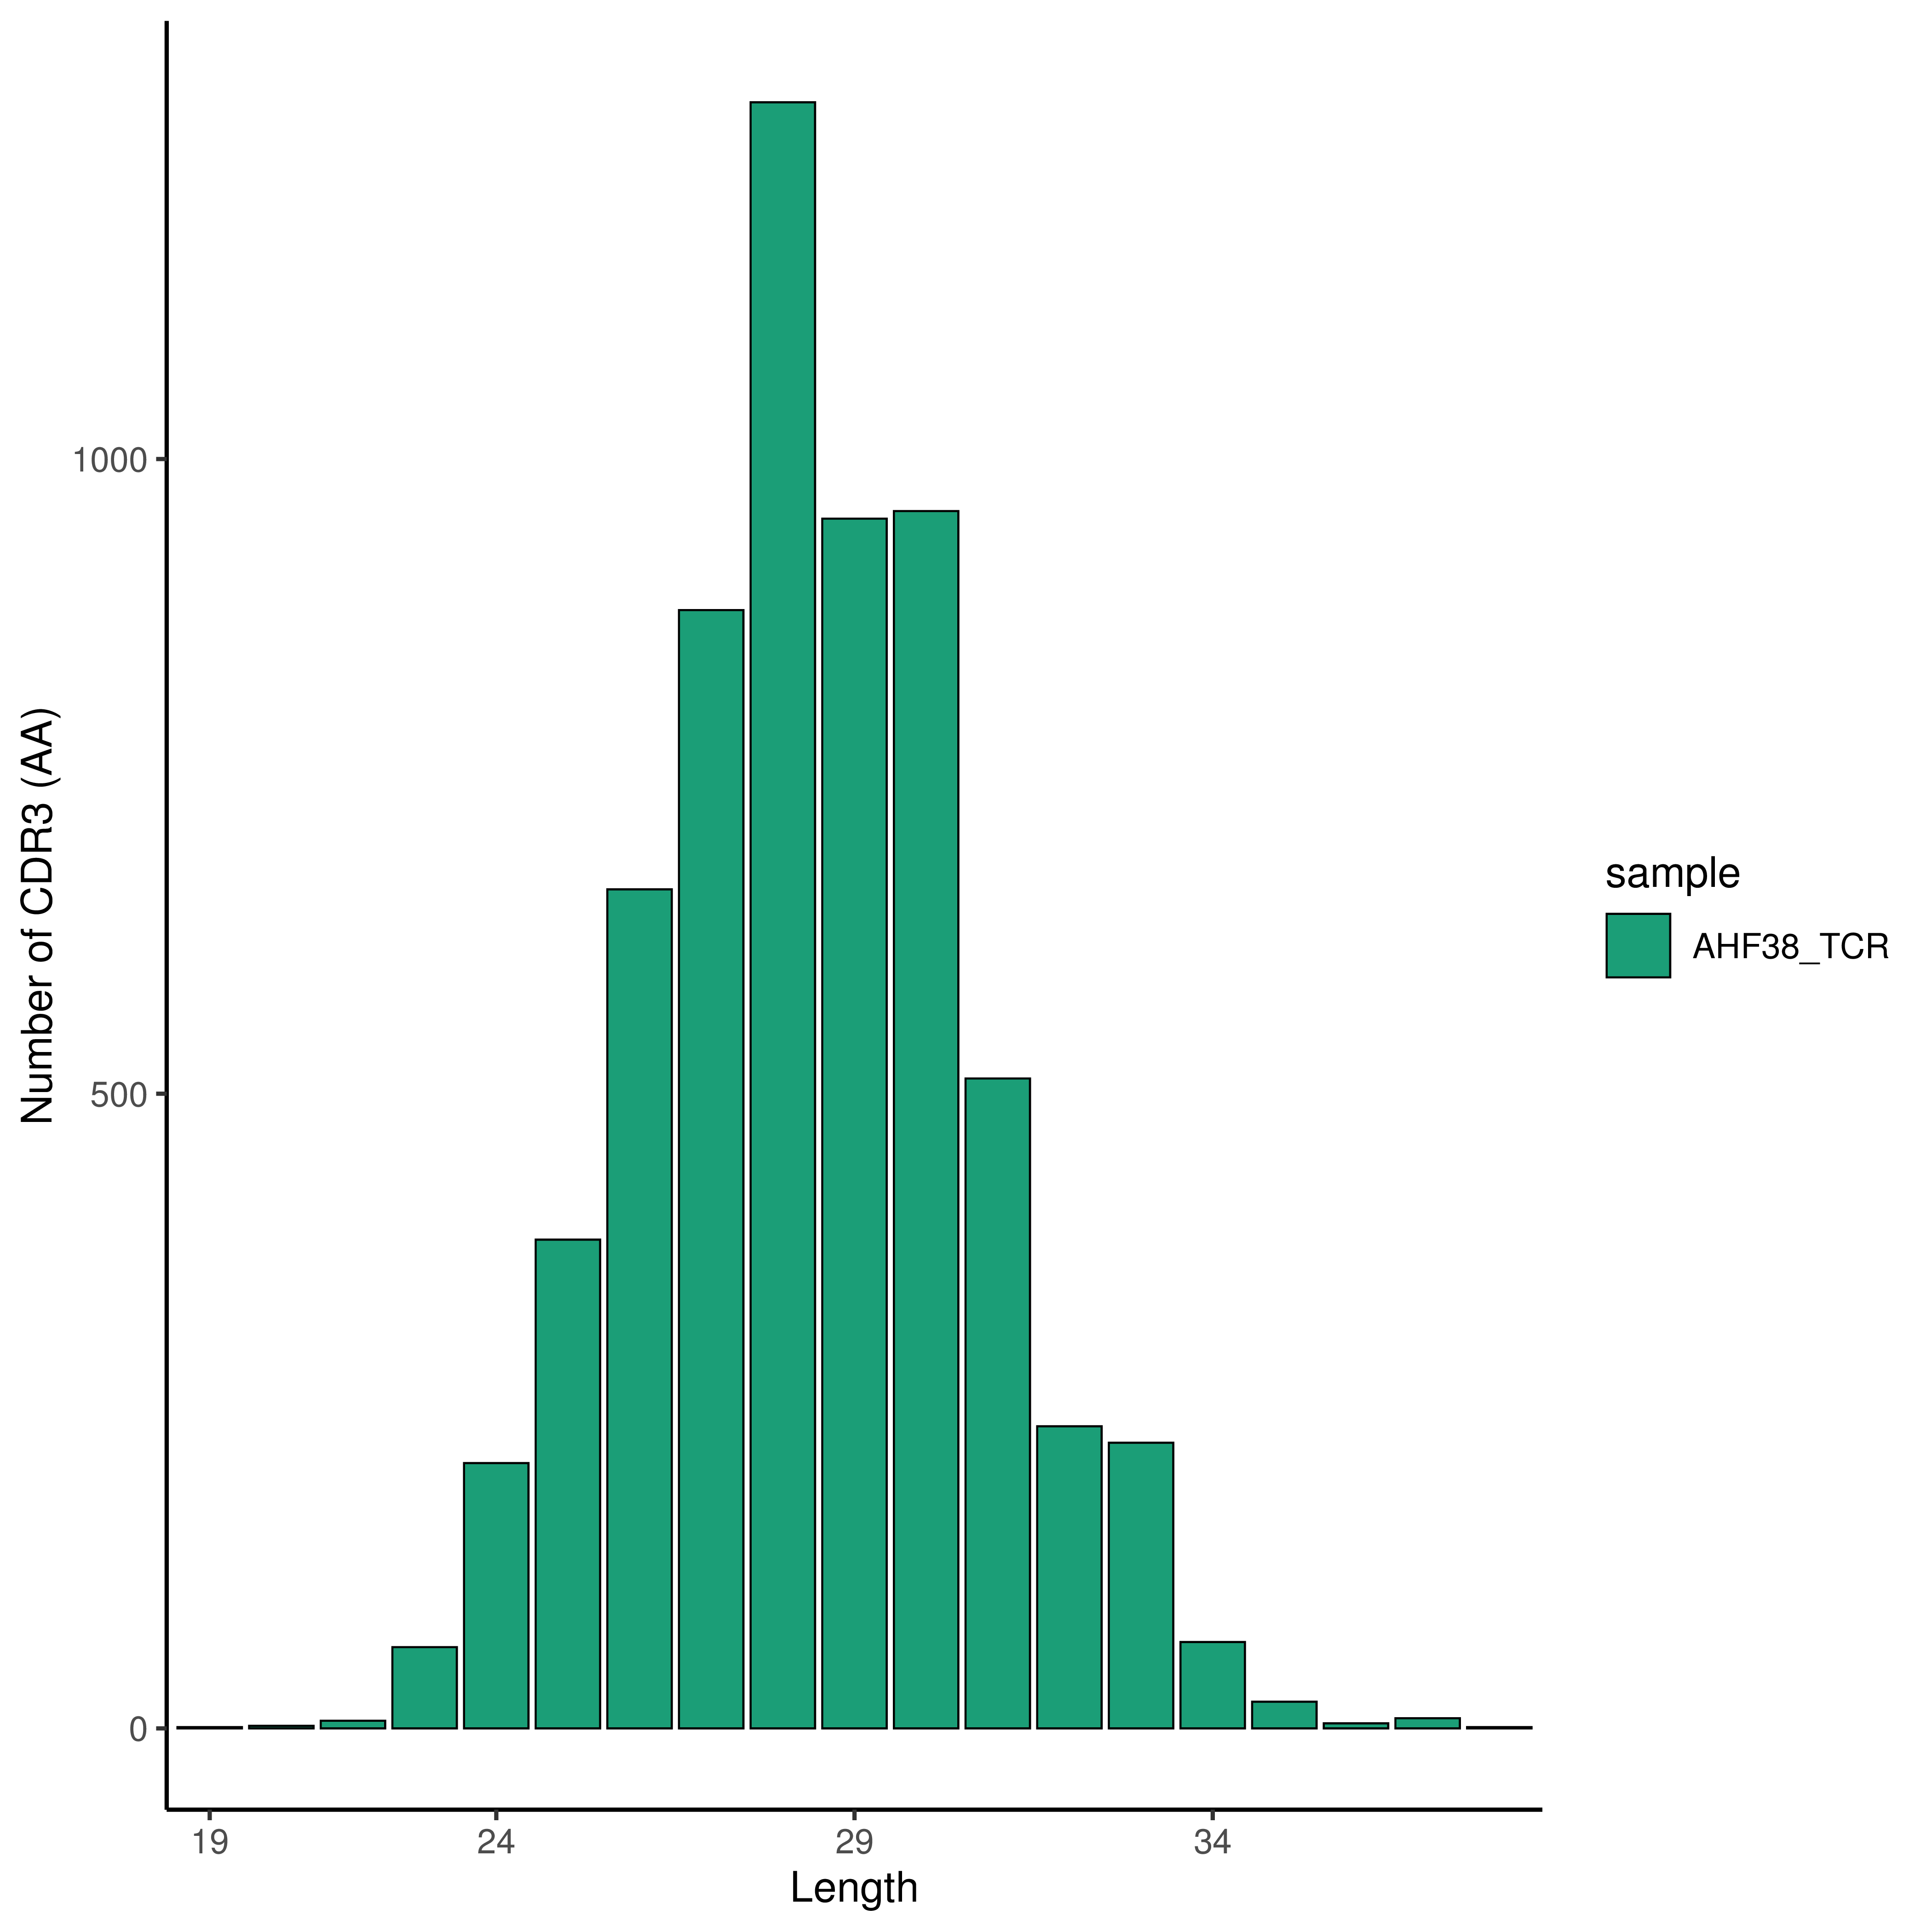 Number of CDR3 (AA)
1000
500
0
19 24 29 34
Length
sample
AHF38_TCR